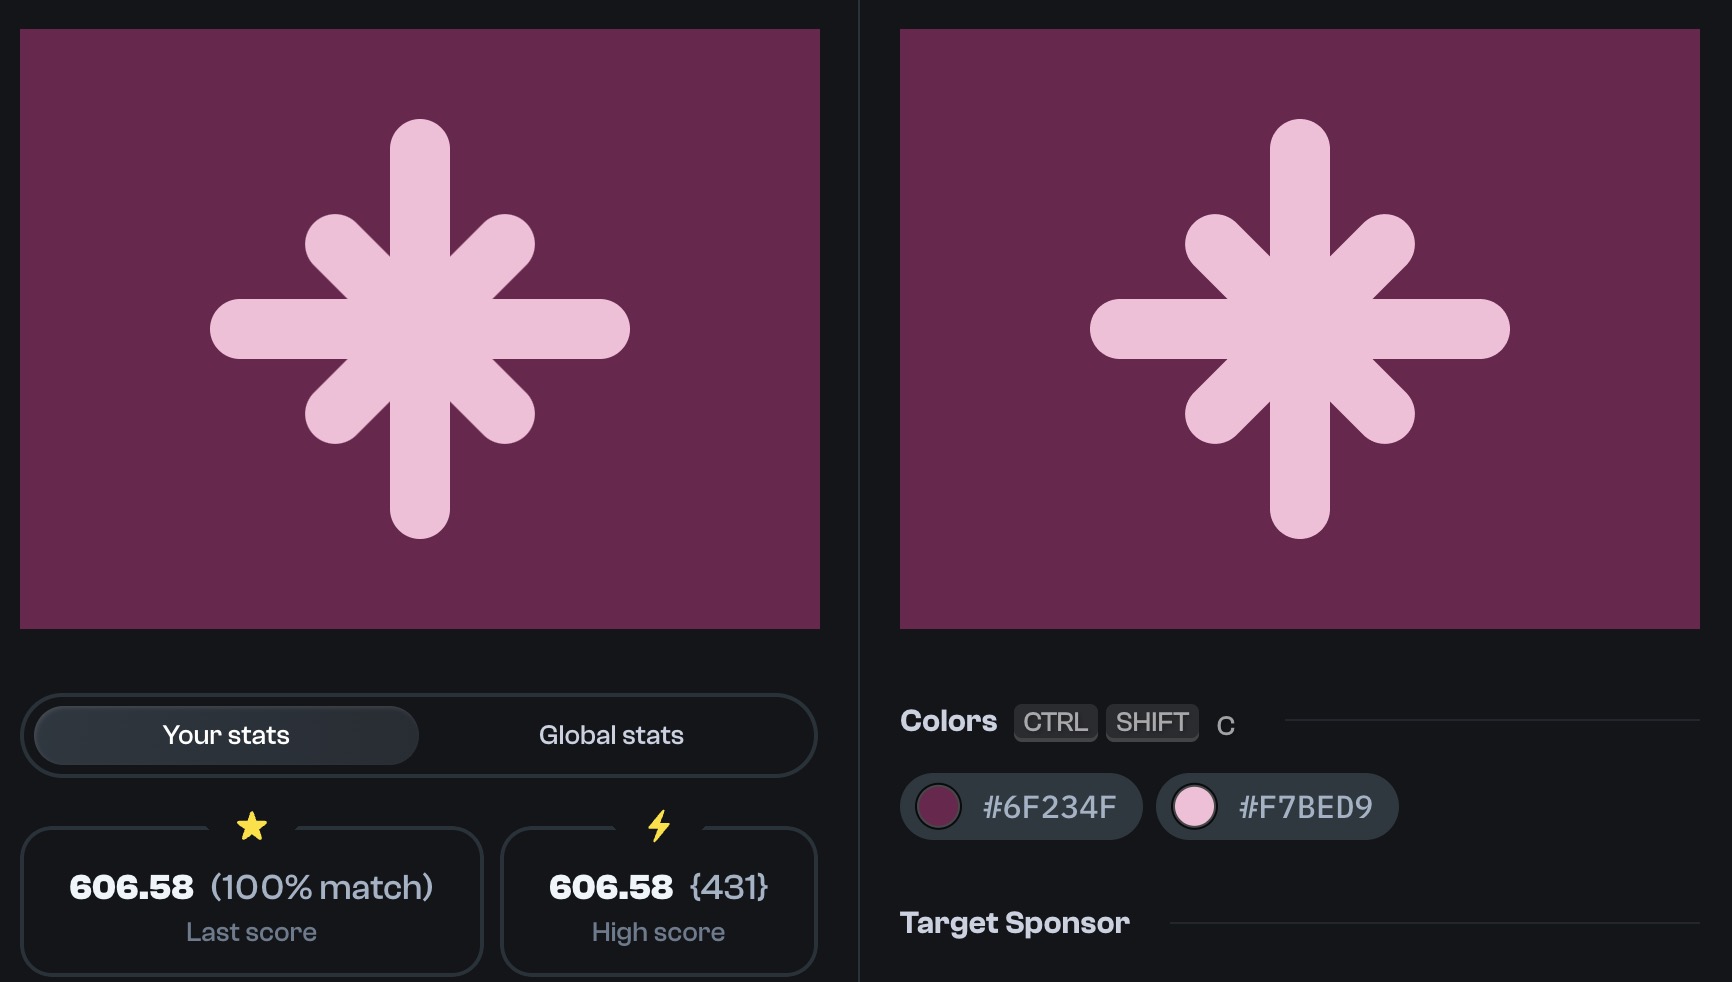 Your stats
Global stats
606.58 (100% match)
Last score
606.58 {431}
High score
Colors CTRL SHIFT C
#6F234F
#F7BED9
Target Sponsor